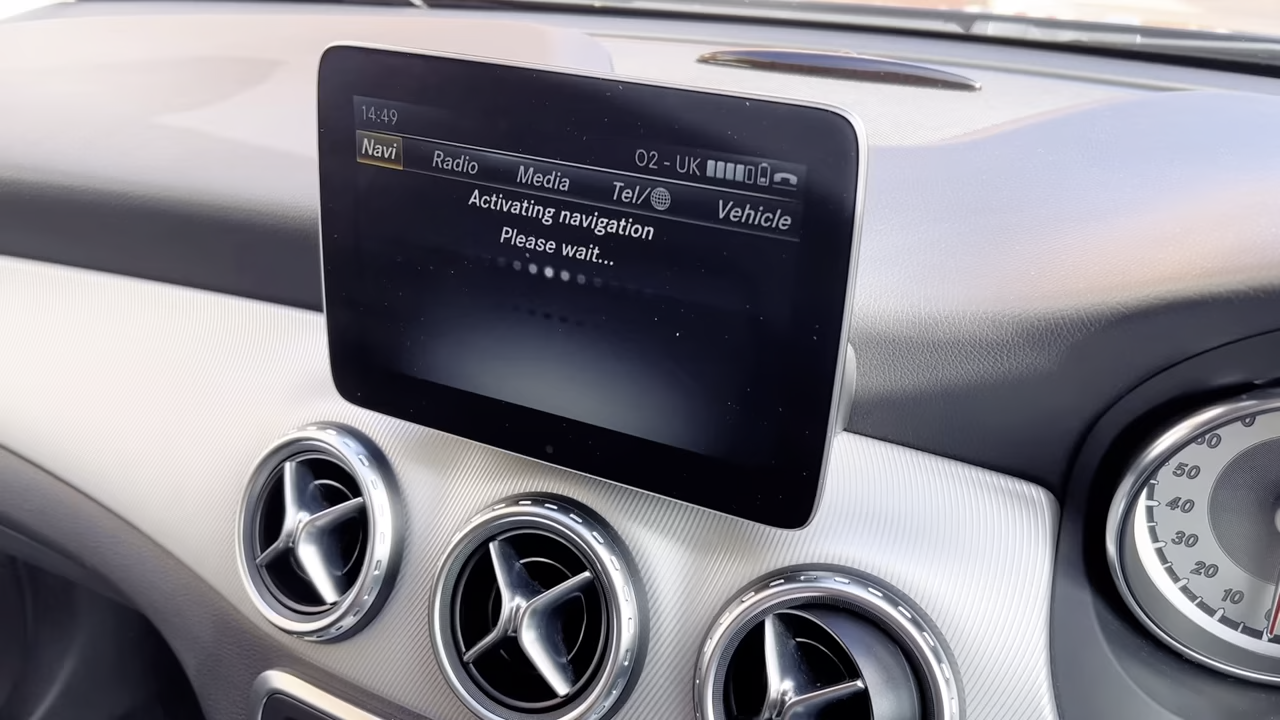 14:49
O2 - UK
Navi Radio Media Tel/ Vehicle
Activating navigation
Please wait...
50
40
30
20
10